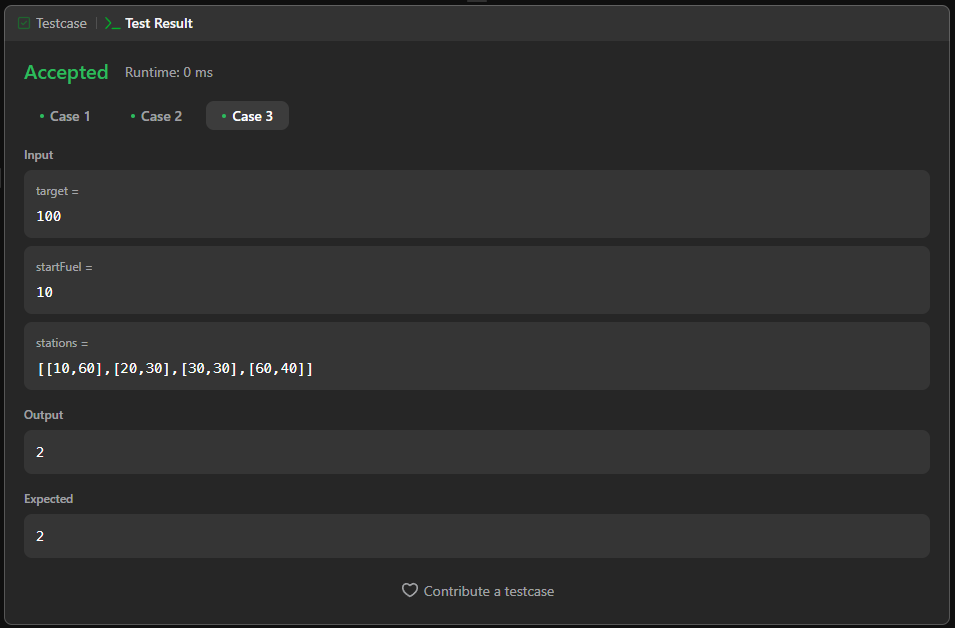 Testcase | >_ Test Result
Accepted Runtime: 0 ms
• Case 1 • Case 2 • Case 3
Input
target =
100
startFuel =
10
stations =
[[10,60],[20,30],[30,30],[60,40]]
Output
2
Expected
2
Contribute a testcase